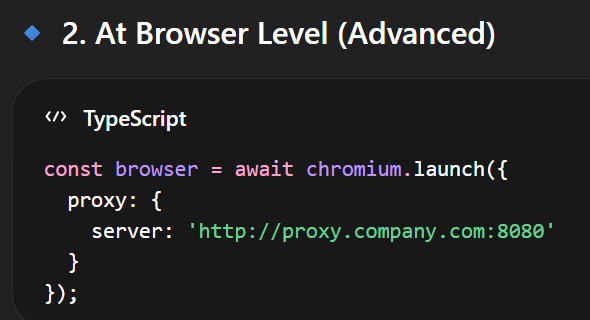 2. At Browser Level (Advanced)
</> TypeScript
const browser = await chromium.launch({
  proxy: {
    server: 'http://proxy.company.com:8080'
  }
});